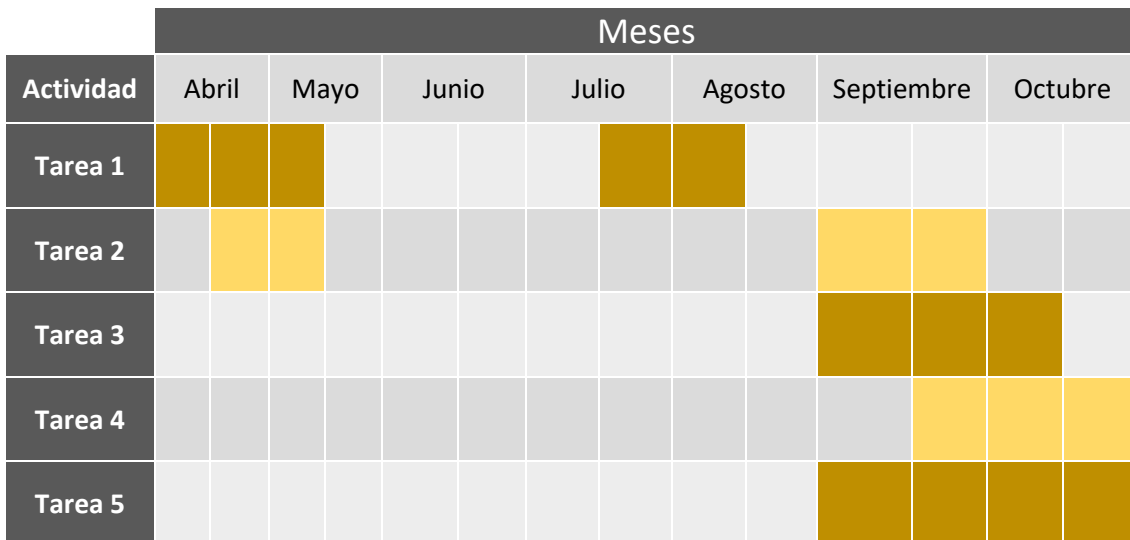 Meses
Actividad Abril Mayo Junio Julio Agosto Septiembre Octubre
Tarea 1
Tarea 2
Tarea 3
Tarea 4
Tarea 5